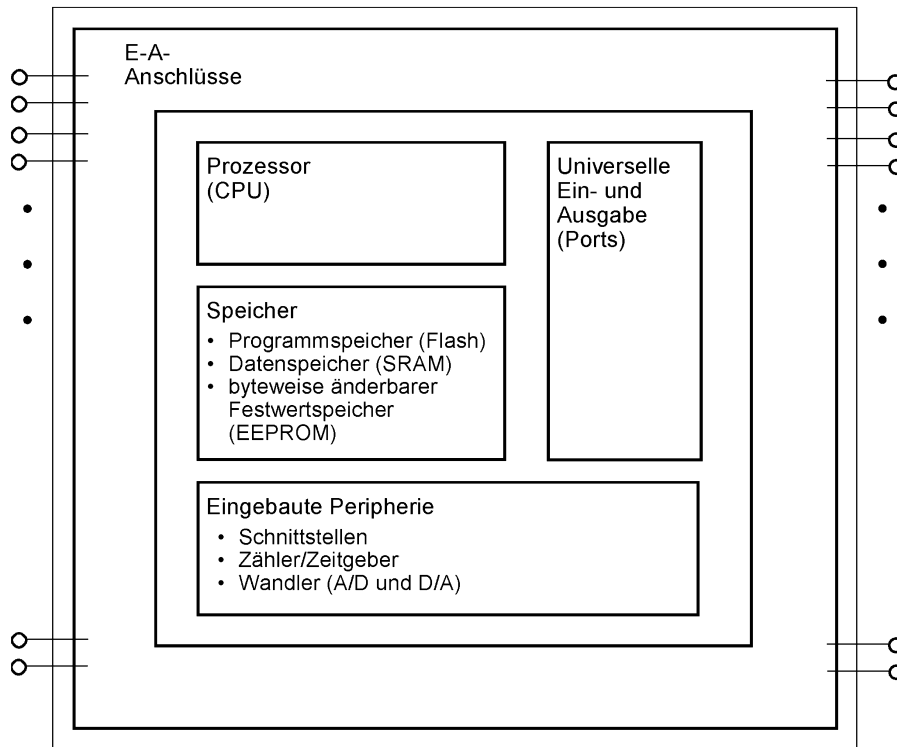 E-A-
Anschlüsse
Prozessor
(CPU)
Universelle
Ein- und
Ausgabe
(Ports)
Speicher
• Programmspeicher (Flash)
• Datenspeicher (SRAM)
• byteweise änderbarer
Festwertspeicher
(EEPROM)
Eingebaute Peripherie
• Schnittstellen
• Zähler/Zeitgeber
• Wandler (A/D und D/A)